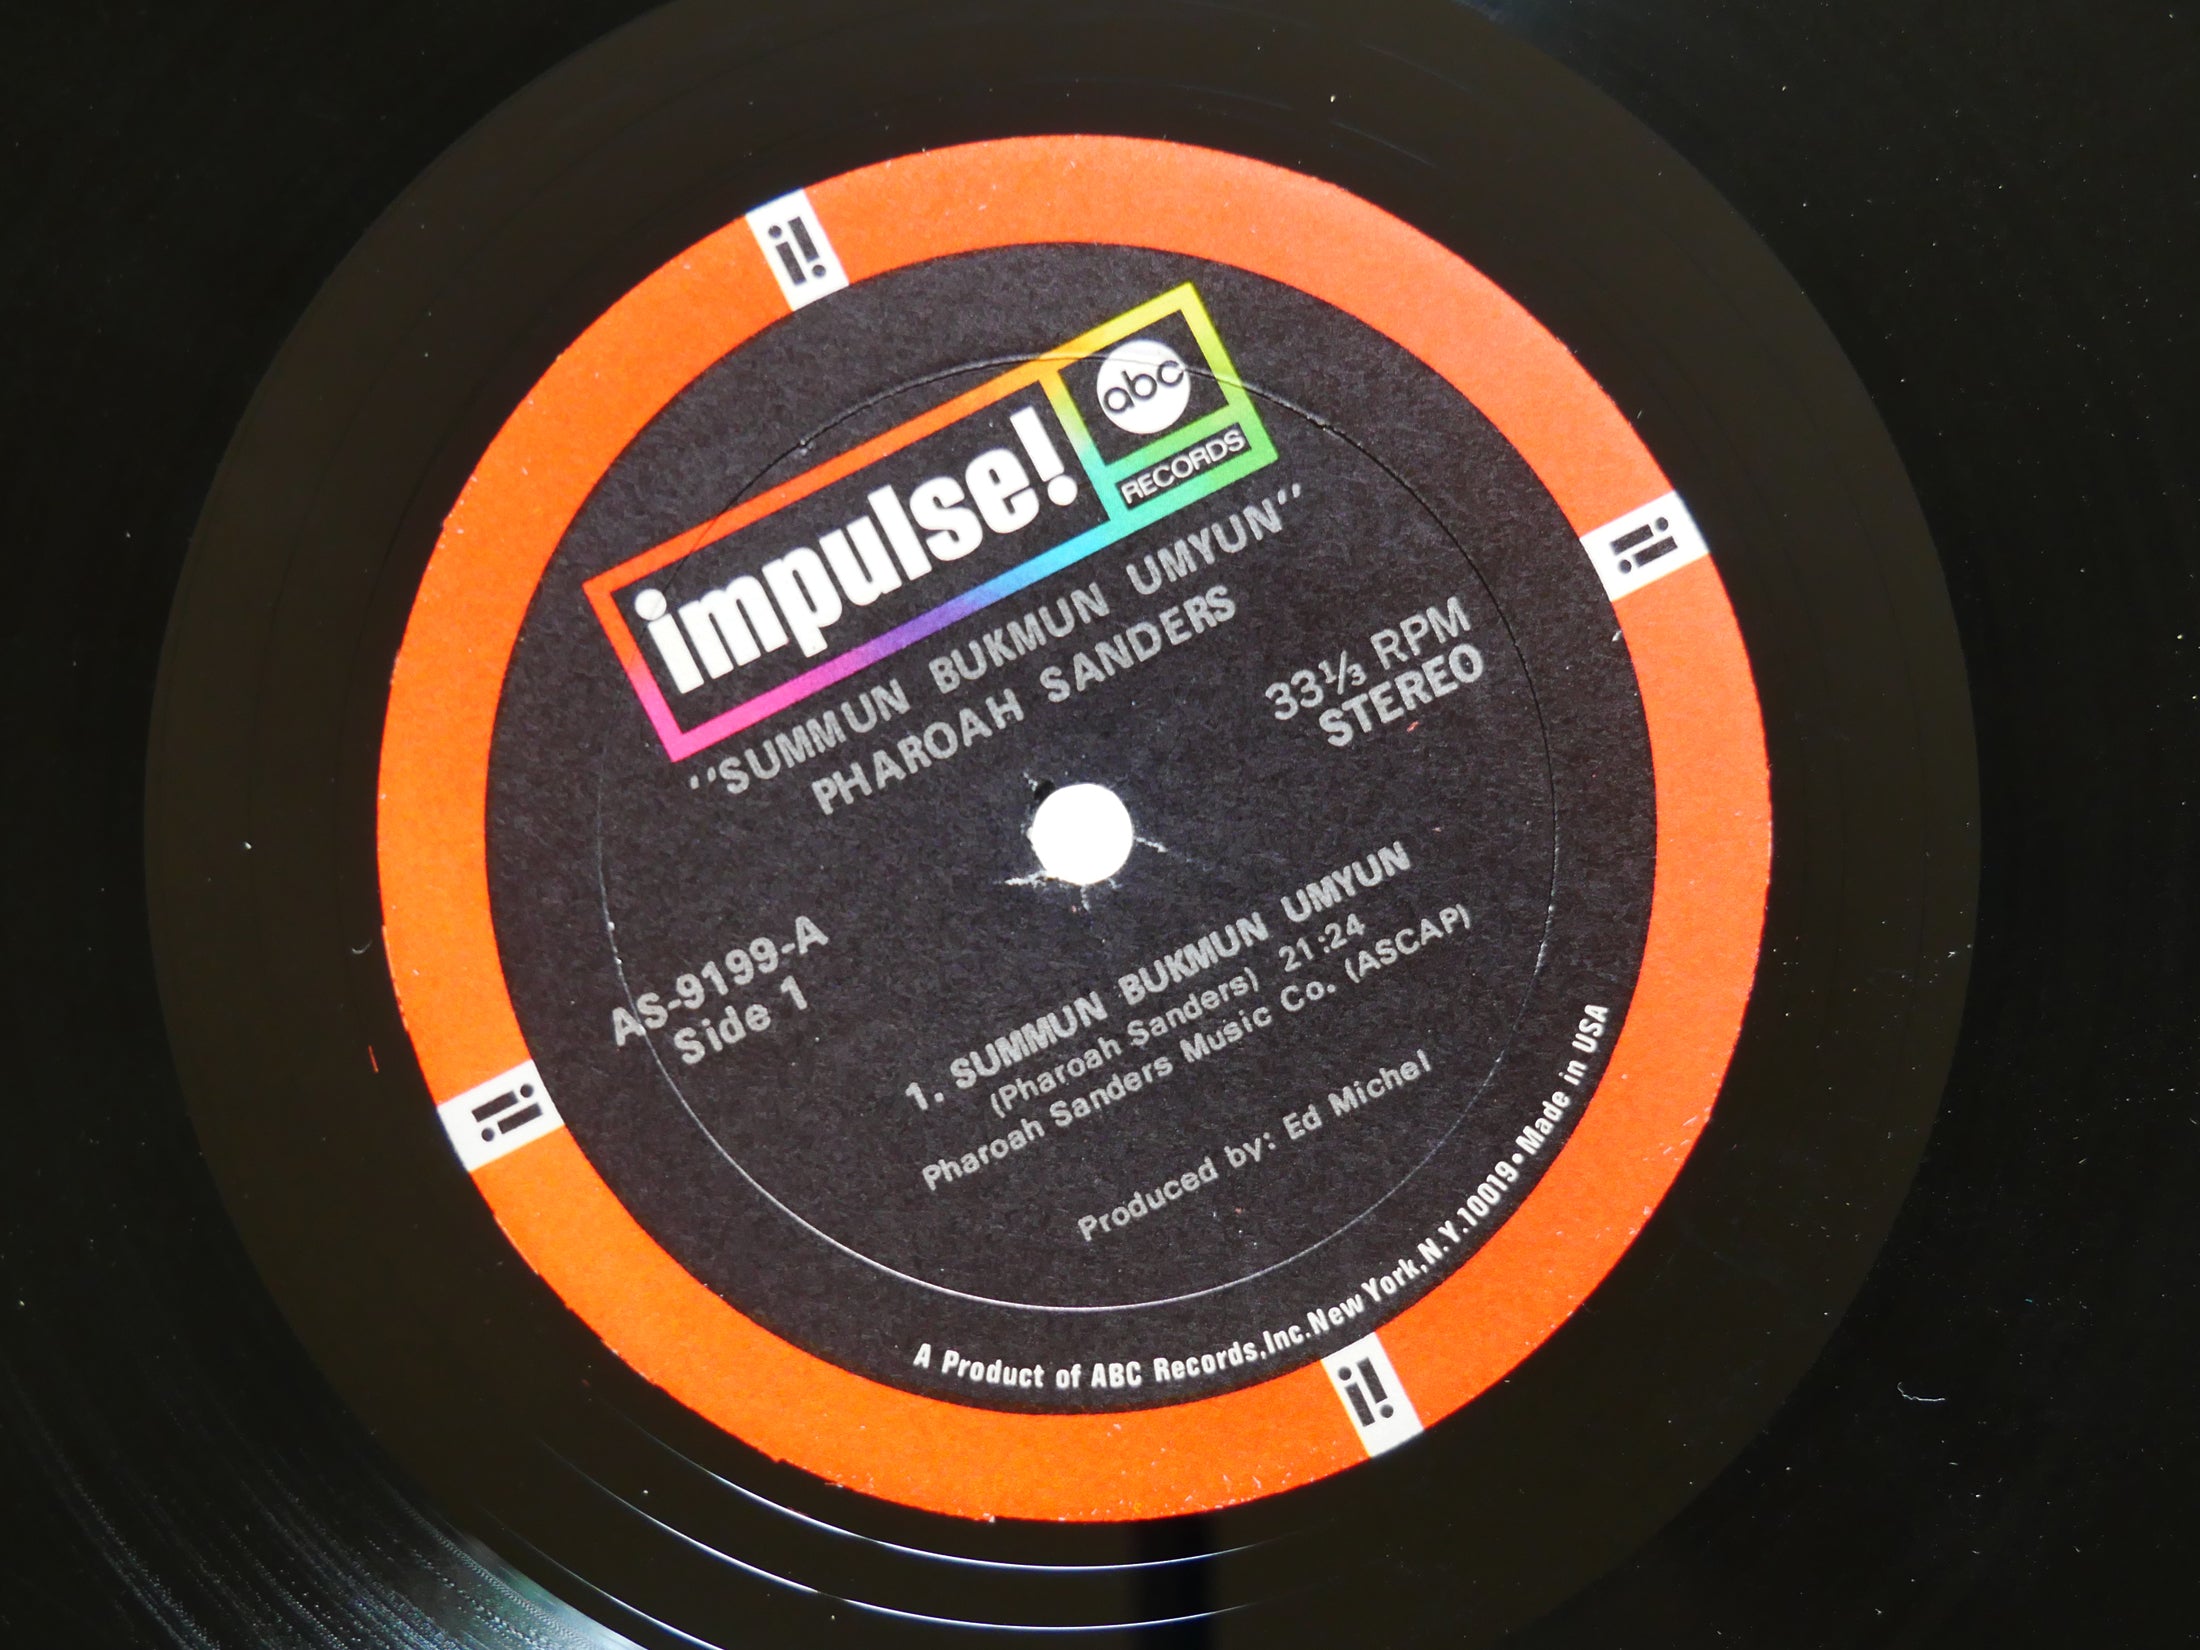 impulse!
abc
RECORDS
"SUMMUN BUKMUN UMYUN"
PHAROAH SANDERS
33⅓ RPM
STEREO
AS-9199-A
Side 1
1. SUMMUN BUKMUN UMYUN
(Pharoah Sanders) 21:24
Pharoah Sanders Music Co. (ASCAP)
Produced by: Ed Michel
A Product of ABC Records, Inc. New York, N.Y. 10019 • Made in USA
i!
i!
i!
i!